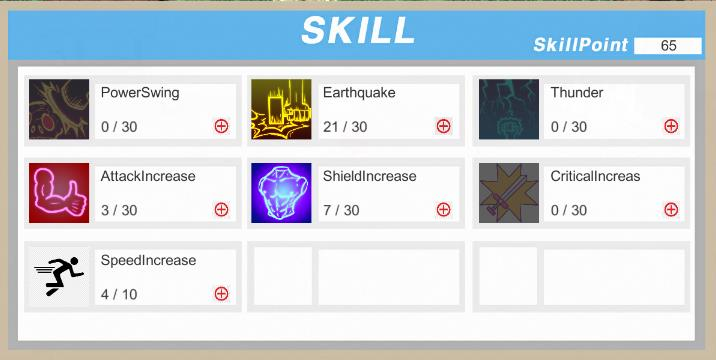 SKILL
SkillPoint 65
PowerSwing
0 / 30
Earthquake
21 / 30
Thunder
0 / 30
AttackIncrease
3 / 30
ShieldIncrease
7 / 30
CriticalIncreas
0 / 30
SpeedIncrease
4 / 10